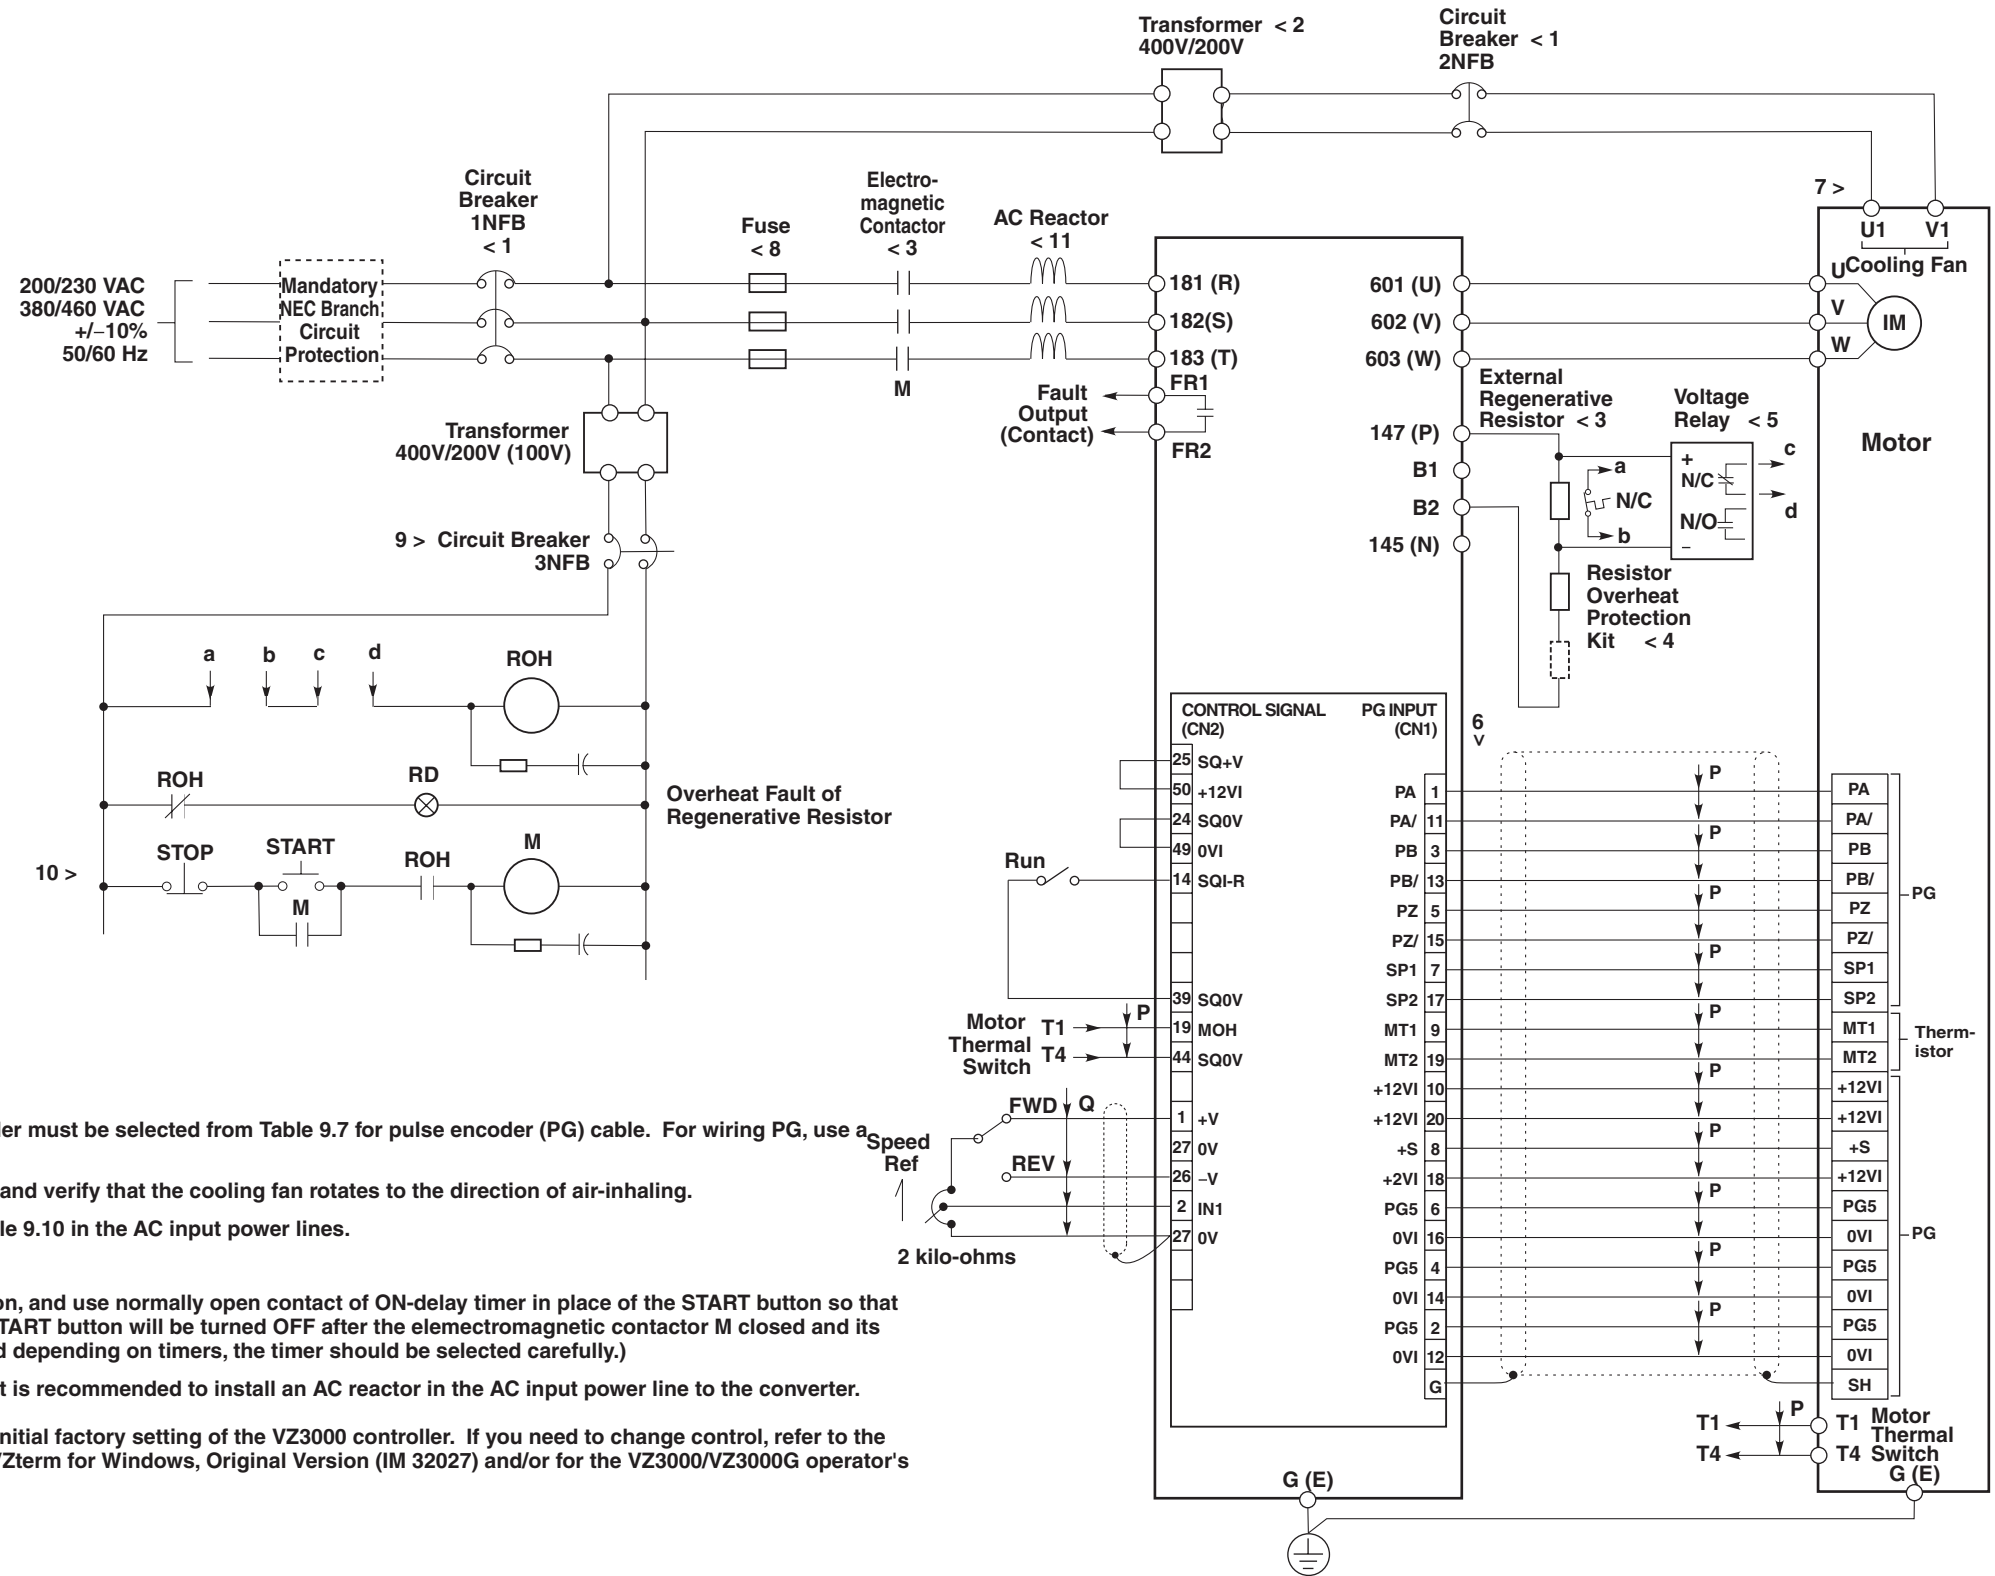 Transformer < 2
400V/200V
Circuit
Breaker < 1
2NFB
7 >
U1 V1
Cooling Fan
Circuit
Breaker
1NFB
< 1
Fuse
< 8
Electro-
magnetic
Contactor
< 3
AC Reactor
< 11
200/230 VAC
380/460 VAC
+/–10%
50/60 Hz
Mandatory
NEC Branch
Circuit
Protection
M
181 (R)
182(S)
183 (T)
601 (U)
602 (V)
603 (W)
U
V
W
IM
Motor
Fault
Output
(Contact)
FR1
FR2
147 (P)
B1
B2
145 (N)
External
Regenerative
Resistor < 3
Voltage
Relay < 5
a
N/C
b
+
N/C
N/O
–
c
d
Resistor
Overheat
Protection
Kit < 4
Transformer
400V/200V (100V)
9 > Circuit Breaker
3NFB
a b c d
ROH
ROH
RD
Overheat Fault of
Regenerative Resistor
10 >
STOP
START
M
ROH
M
CONTROL SIGNAL
(CN2)
PG INPUT
(CN1)
6
>
25 SQ+V
50 +12VI
24 SQ0V
49 0VI
14 SQI-R
39 SQ0V
19 MOH
44 SQ0V
1 +V
27 0V
26 –V
2 IN1
27 0V
Run
Motor
Thermal
Switch
T1
T4
P
FWD
Q
REV
Speed
Ref
2 kilo-ohms
PA 1 P PA
PA/ 11 PA/
PB 3 P PB
PB/ 13 PB/
PZ 5 P PZ
PZ/ 15 PZ/
SP1 7 P SP1
SP2 17 SP2
MT1 9 P MT1
MT2 19 MT2
+12VI 10 P +12VI
+12VI 20 +12VI
+S 8 P +S
+2VI 18 +12VI
PG5 6 P PG5
0VI 16 0VI
PG5 4 P PG5
0VI 14 0VI
PG5 2 P PG5
0VI 12 0VI
G SH
PG
Therm-
istor
PG
T1 P T1
T4 T4
Motor
Thermal
Switch
G (E)
G (E)
ler must be selected from Table 9.7 for pulse encoder (PG) cable. For wiring PG, use a
and verify that the cooling fan rotates to the direction of air-inhaling.
le 9.10 in the AC input power lines.
on, and use normally open contact of ON-delay timer in place of the START button so that
START button will be turned OFF after the elemectromagnetic contactor M closed and its
d depending on timers, the timer should be selected carefully.)
t is recommended to install an AC reactor in the AC input power line to the converter.
nitial factory setting of the VZ3000 controller. If you need to change control, refer to the
VZterm for Windows, Original Version (IM 32027) and/or for the VZ3000/VZ3000G operator's